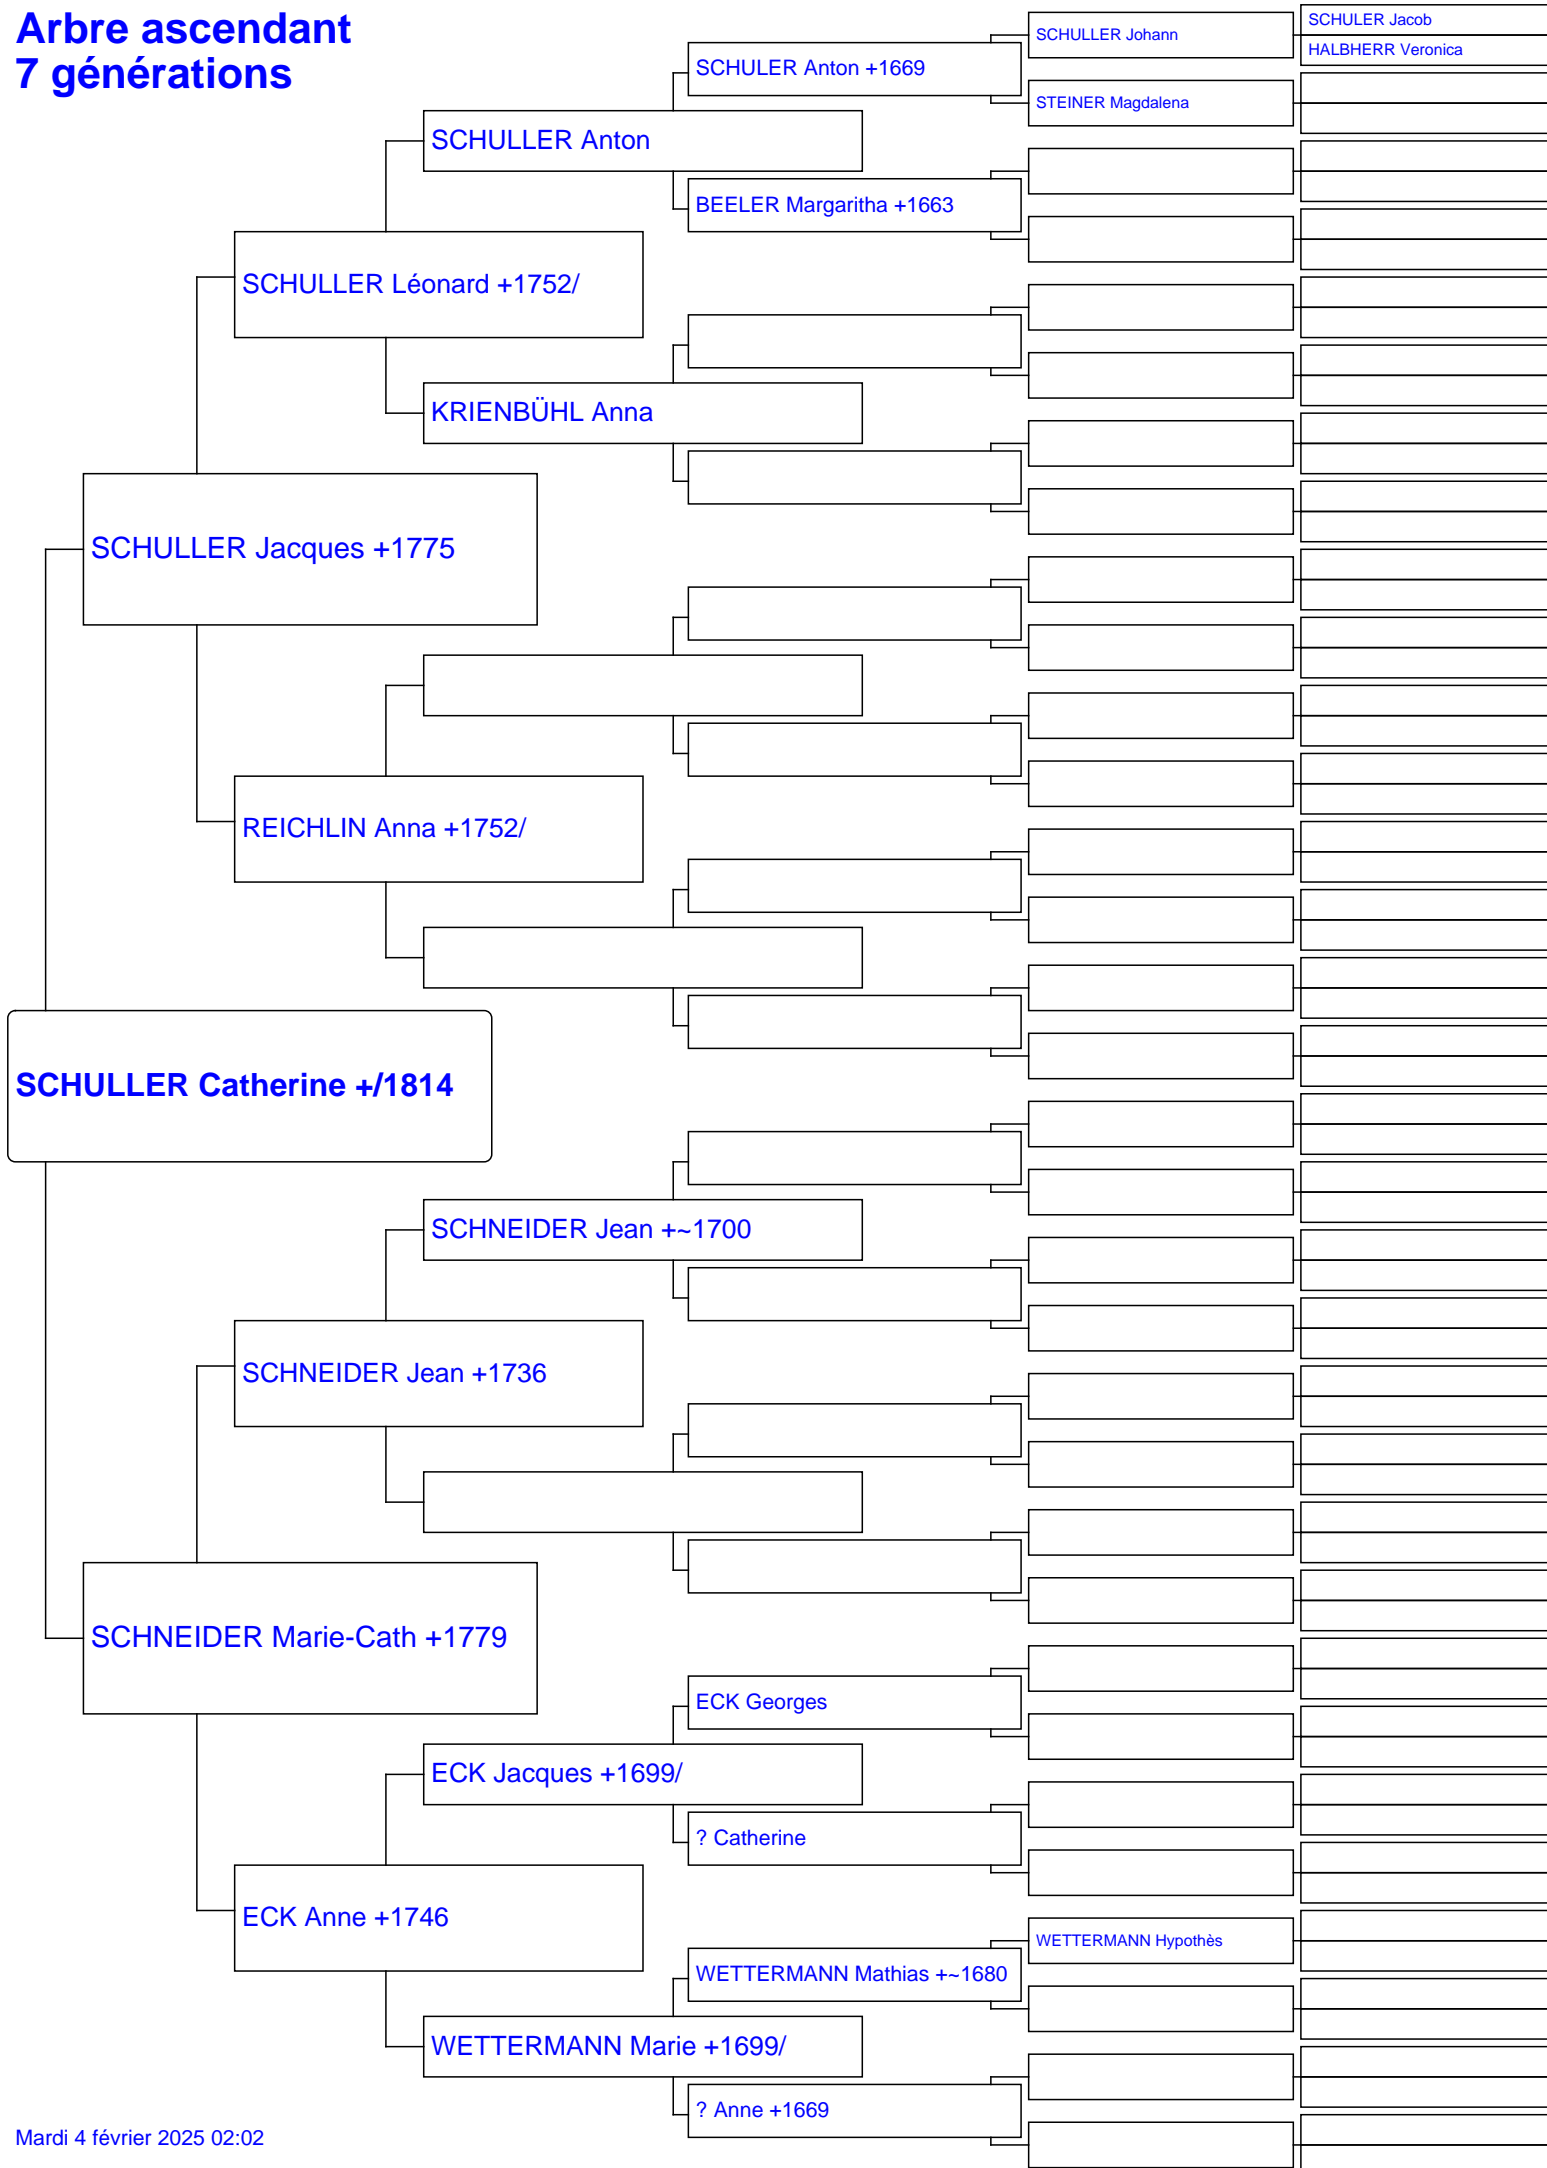 Arbre ascendant
7 générations
SCHULER Jacob
SCHULLER Johann
HALBHERR Veronica
SCHULER Anton +1669
STEINER Magdalena
SCHULLER Anton
BEELER Margaritha +1663
SCHULLER Léonard +1752/
KRIENBÜHL Anna
SCHULLER Jacques +1775
REICHLIN Anna +1752/
SCHULLER Catherine +/1814
SCHNEIDER Jean +~1700
SCHNEIDER Jean +1736
SCHNEIDER Marie-Cath +1779
ECK Georges
ECK Jacques +1699/
? Catherine
ECK Anne +1746
WETTERMANN Hypothès
WETTERMANN Mathias +~1680
WETTERMANN Marie +1699/
? Anne +1669
Mardi 4 février 2025 02:02